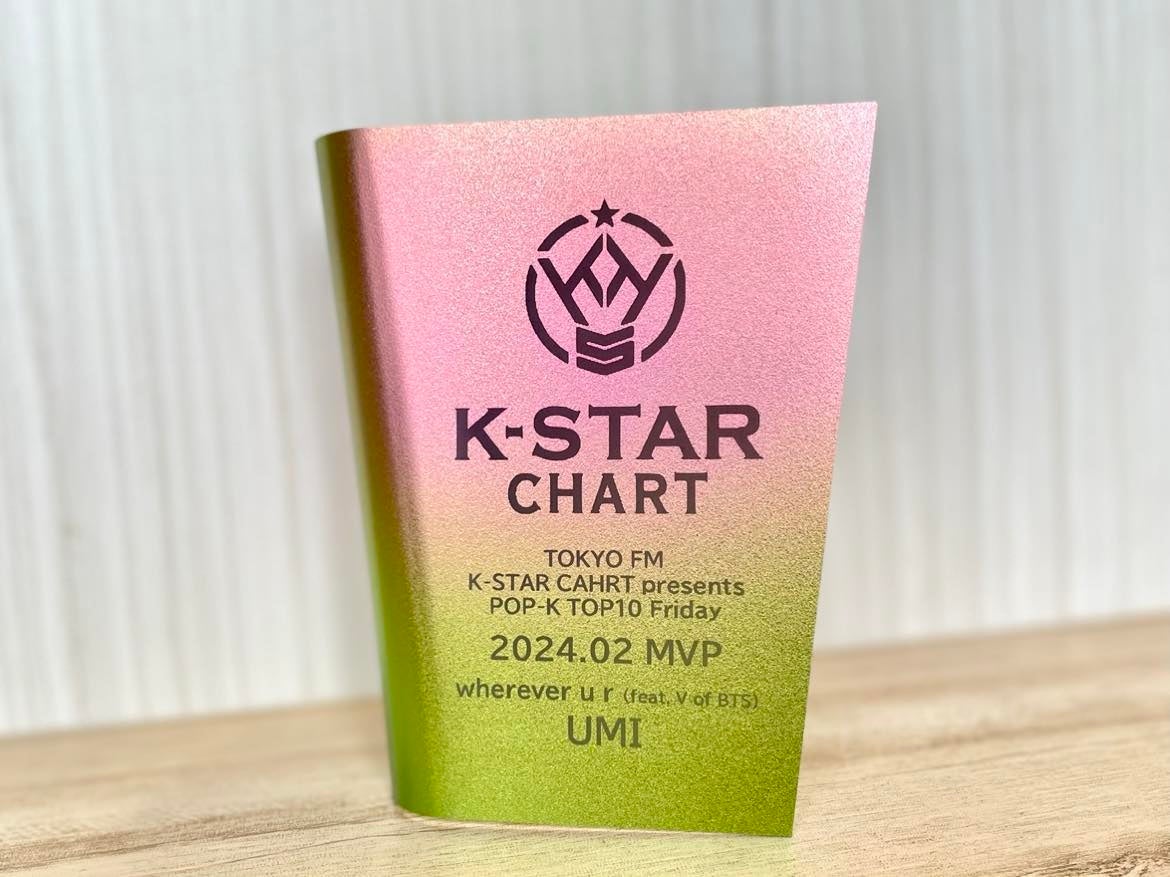 K-STAR
CHART
TOKYO FM
K-STAR CAHRT presents
POP-K TOP10 Friday
2024.02 MVP
wherever u r (feat. V of BTS)
UMI